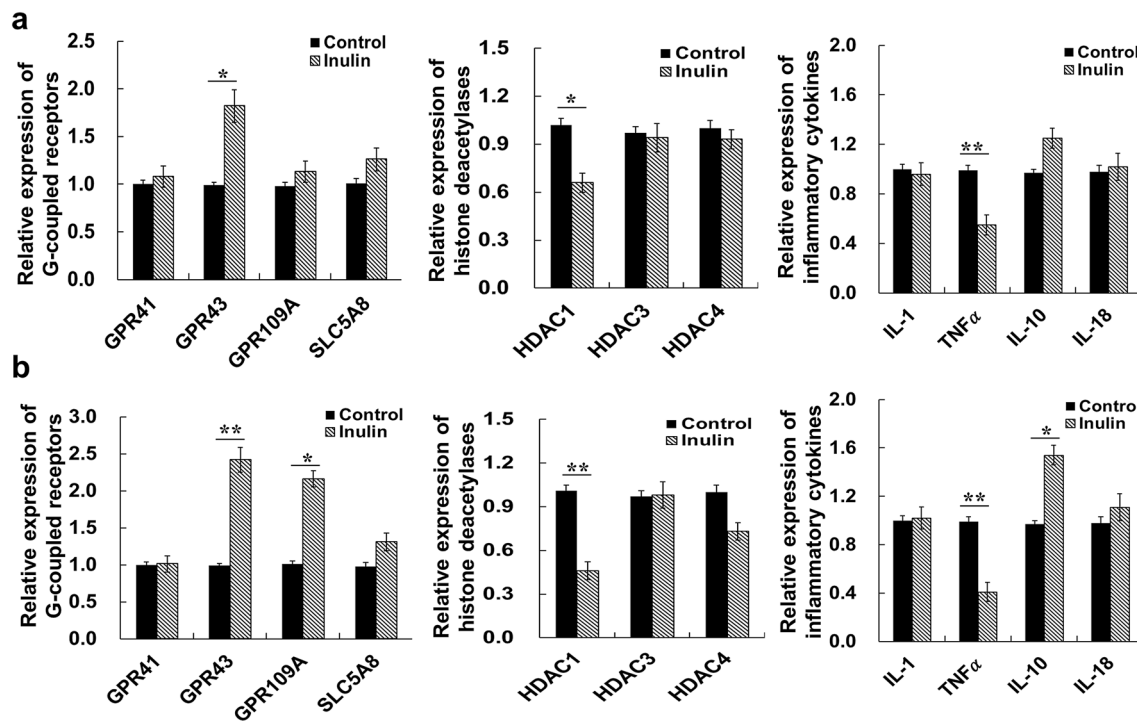 a
Relative expression of
G-coupled receptors
2.5
2.0
1.5
1.0
0.5
0.0
Control
Inulin
*
GPR41
GPR43
GPR109A
SLC5A8
Relative expression of
histone deacetylases
1.5
1.2
0.9
0.6
0.3
0.0
Control
Inulin
*
HDAC1
HDAC3
HDAC4
Relative expression of
inflammatory cytokines
2.0
1.6
1.2
0.8
0.4
0.0
Control
Inulin
**
IL-1
TNFα
IL-10
IL-18
b
Relative expression of
G-coupled receptors
3.0
2.5
2.0
1.5
1.0
0.5
0.0
Control
Inulin
**
*
GPR41
GPR43
GPR109A
SLC5A8
Relative expression of
histone deacetylases
1.5
1.2
0.9
0.6
0.3
0.0
Control
Inulin
**
HDAC1
HDAC3
HDAC4
Relative expression of
inflammatory cytokines
2.0
1.6
1.2
0.8
0.4
0.0
Control
Inulin
**
*
IL-1
TNFα
IL-10
IL-18